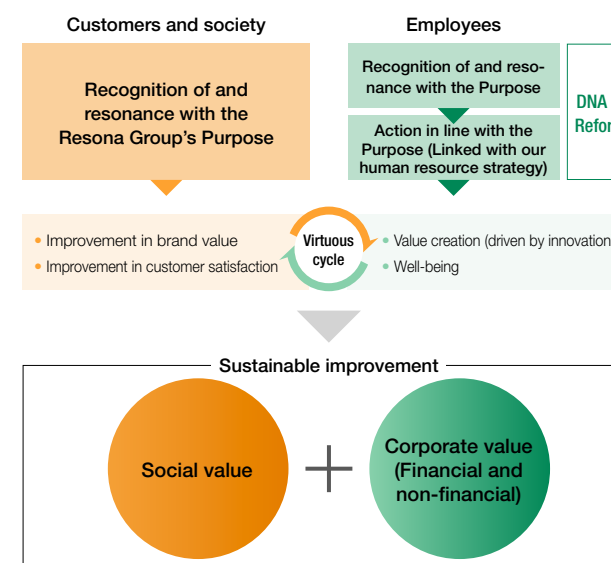 Customers and society
Recognition of and
resonance with the
Resona Group's Purpose
Employees
Recognition of and reso-
nance with the Purpose
Action in line with the
Purpose (Linked with our
human resource strategy)
DNA
• Improvement in brand value
• Improvement in customer satisfaction
Virtuous
cycle
• Value creation (driven by innovation
• Well-being
Sustainable improvement
Social value
+
Corporate value
(Financial and
non-financial)